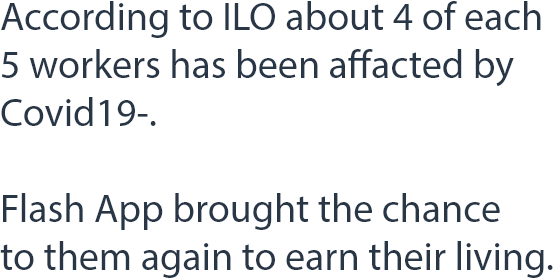 According to ILO about 4 of each
5 workers has been affacted by
Covid19-.
Flash App brought the chance
to them again to earn their living.